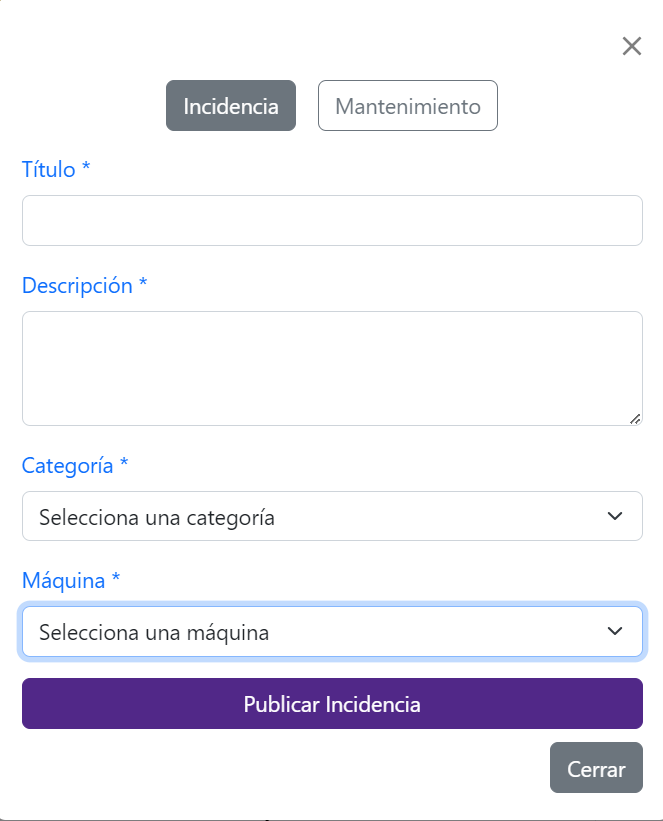 Incidencia Mantenimiento
Título *
Descripción *
Categoría *
Selecciona una categoría
Máquina *
Selecciona una máquina
Publicar Incidencia
Cerrar